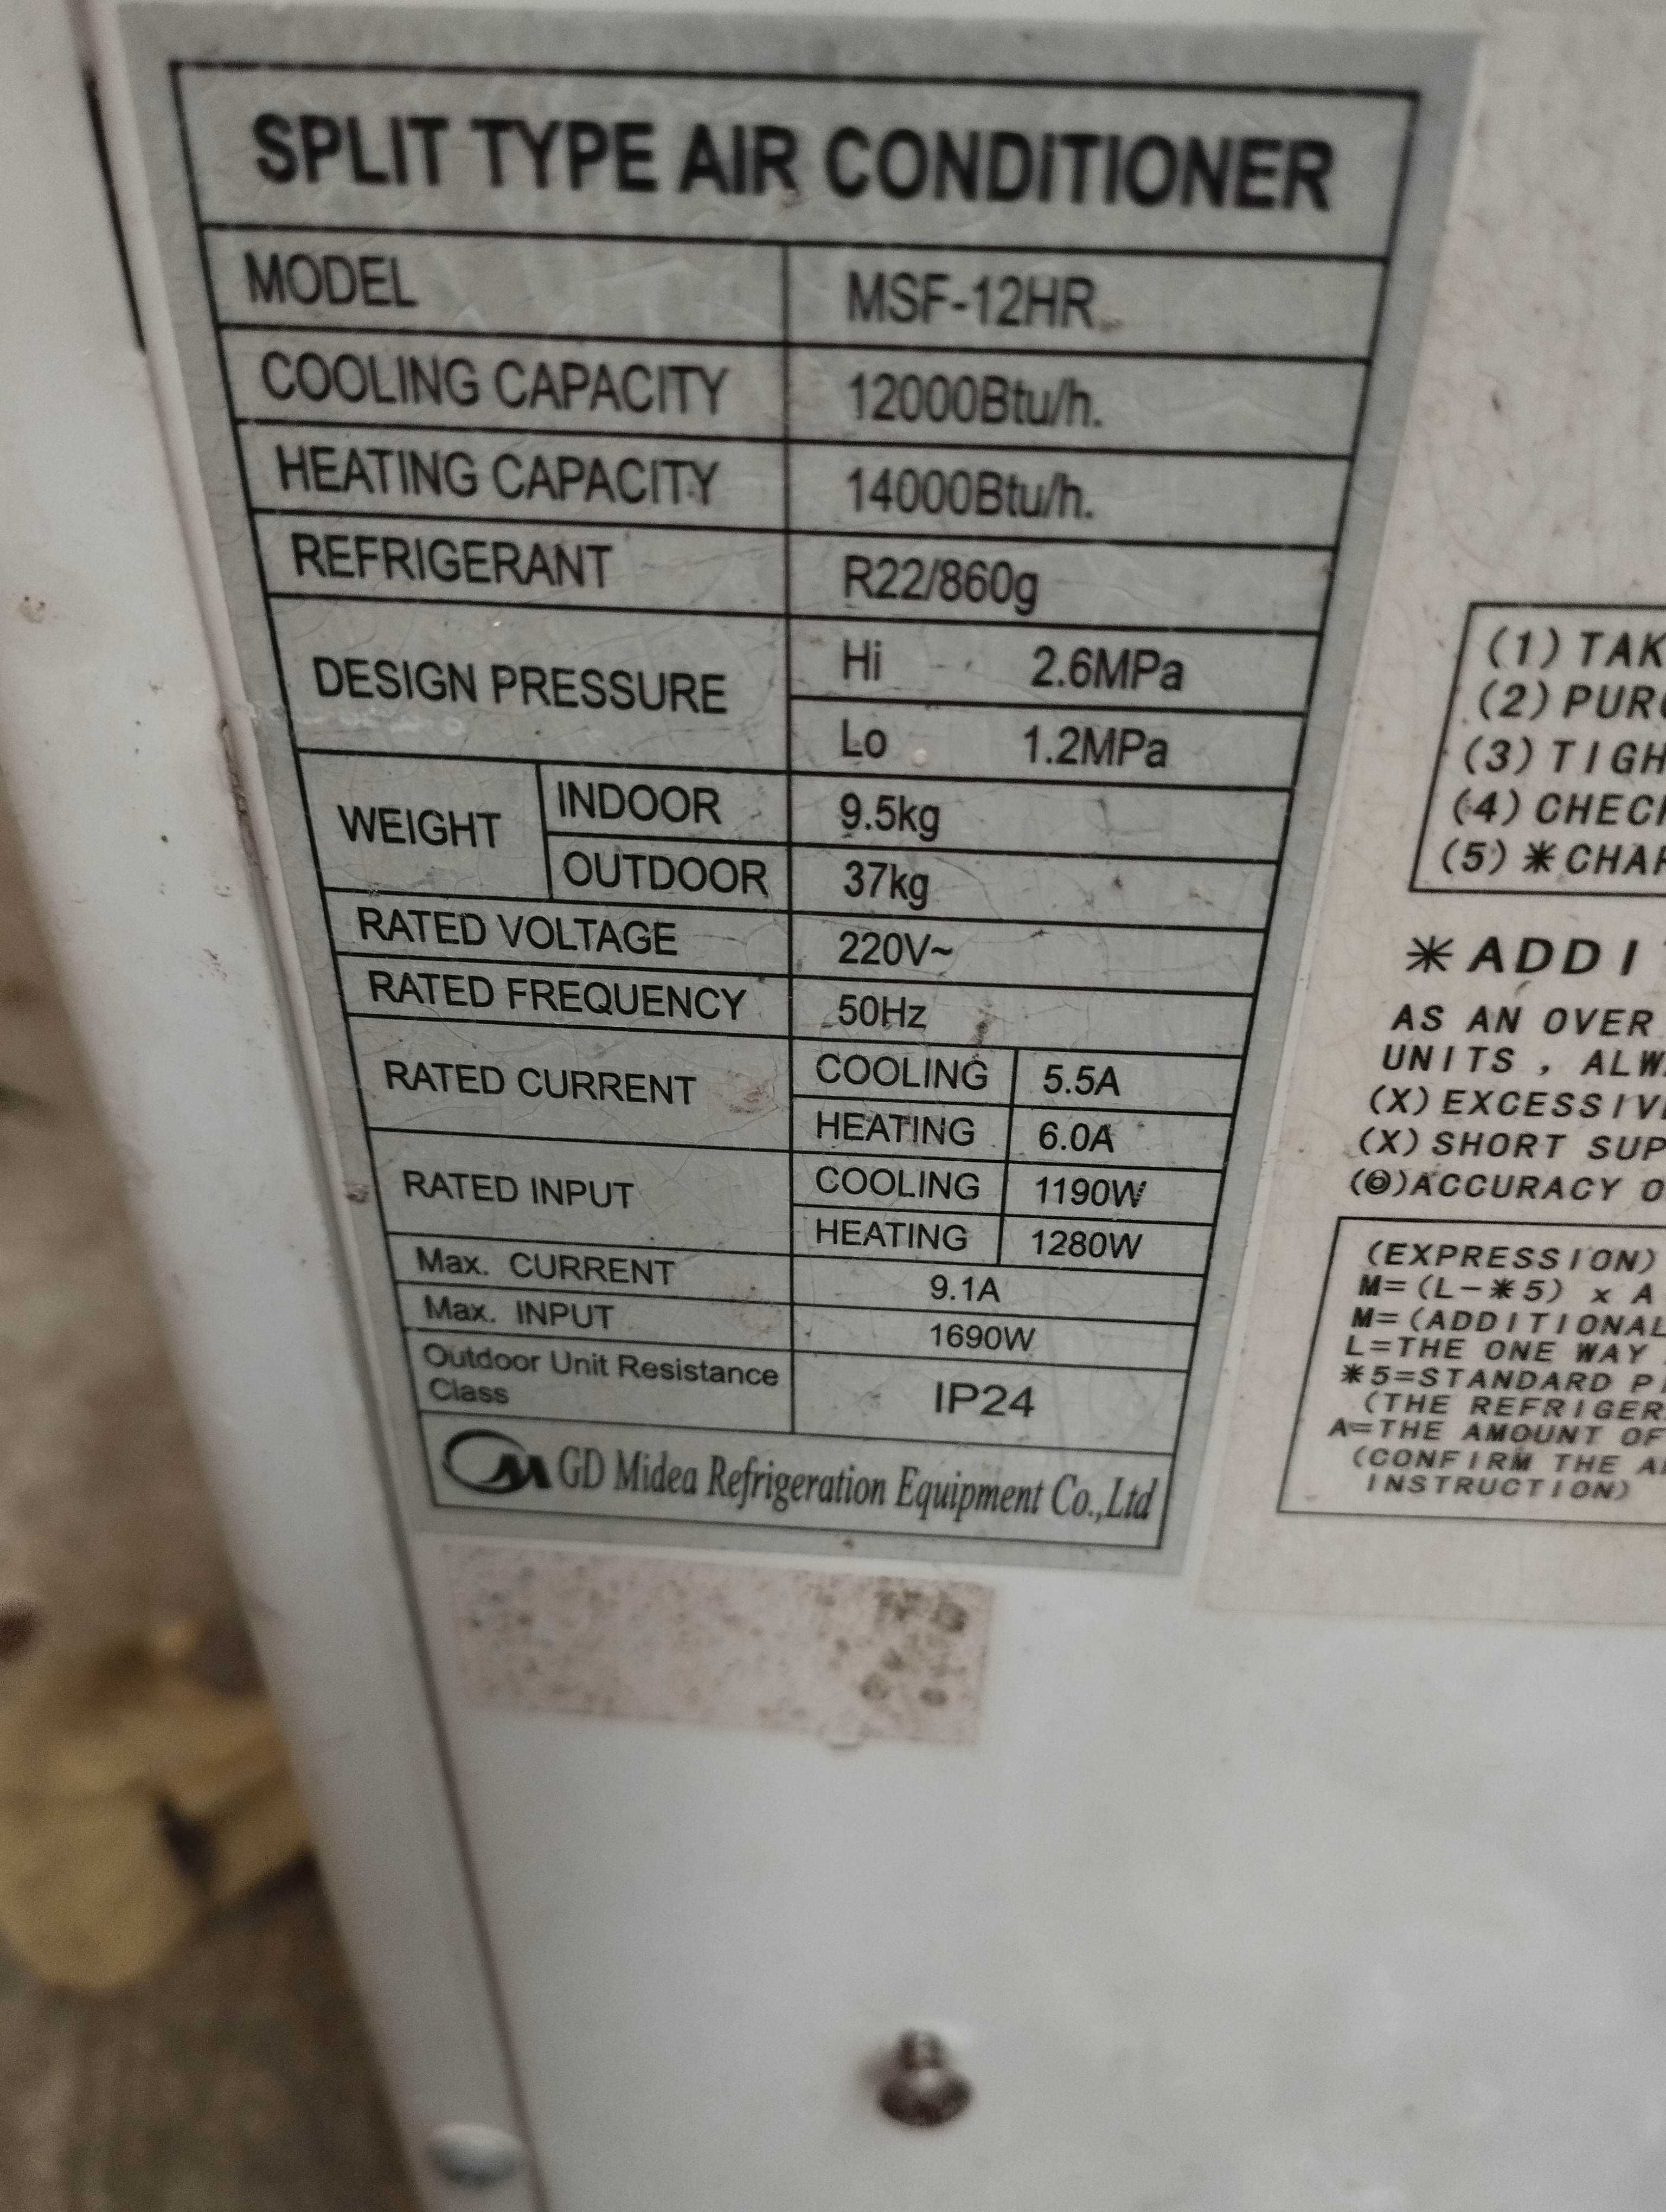 SPLIT TYPE AIR CONDITIONER
MODEL MSF-12HR
COOLING CAPACITY 12000Btu/h.
HEATING CAPACITY 14000Btu/h.
REFRIGERANT R22/860g
DESIGN PRESSURE Hi 2.6MPa
Lo 1.2MPa
WEIGHT INDOOR 9.5kg
OUTDOOR 37kg
RATED VOLTAGE 220V~
RATED FREQUENCY 50Hz
RATED CURRENT COOLING 5.5A
HEATING 6.0A
RATED INPUT COOLING 1190W
HEATING 1280W
Max. CURRENT 9.1A
Max. INPUT 1690W
Outdoor Unit Resistance
Class IP24
GD Midea Refrigeration Equipment Co.,Ltd
(1) TAK
(2) PUR
(3) TIGH
(4) CHEC
(5) ✳CHA
✳ADDI
AS AN OVER
UNITS , ALW
(X) EXCESSIV
(X) SHORT SUP
(◎)ACCURACY O
(EXPRESSION)
M=(L-✳5) x A
M=(ADDITIONAL
L=THE ONE WAY
✳5=STANDARD PI
(THE REFRIGER
A=THE AMOUNT OF
(CONFIRM THE A
INSTRUCTION)